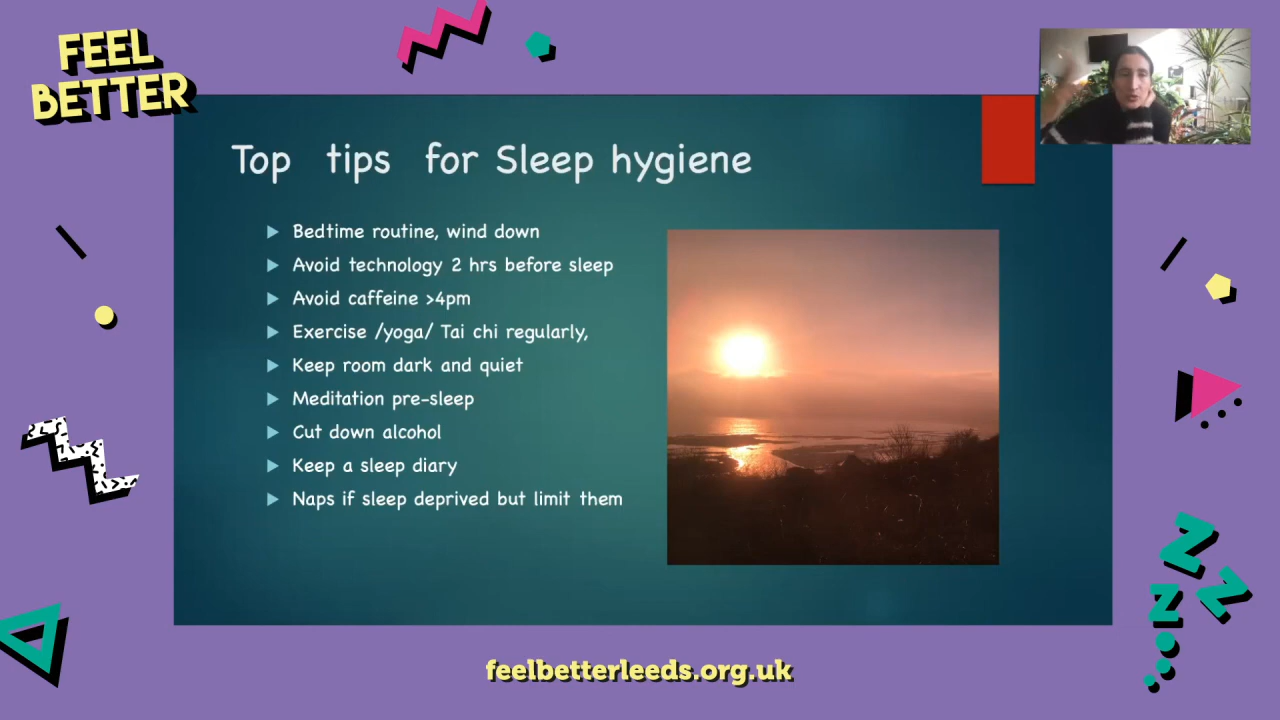 FEEL
BETTER
Top tips for Sleep hygiene
Bedtime routine, wind down
Avoid technology 2 hrs before sleep
Avoid caffeine >4pm
Exercise /yoga/ Tai chi regularly,
Keep room dark and quiet
Meditation pre-sleep
Cut down alcohol
Keep a sleep diary
Naps if sleep deprived but limit them
Z
Z
Z
feelbetterleeds.org.uk